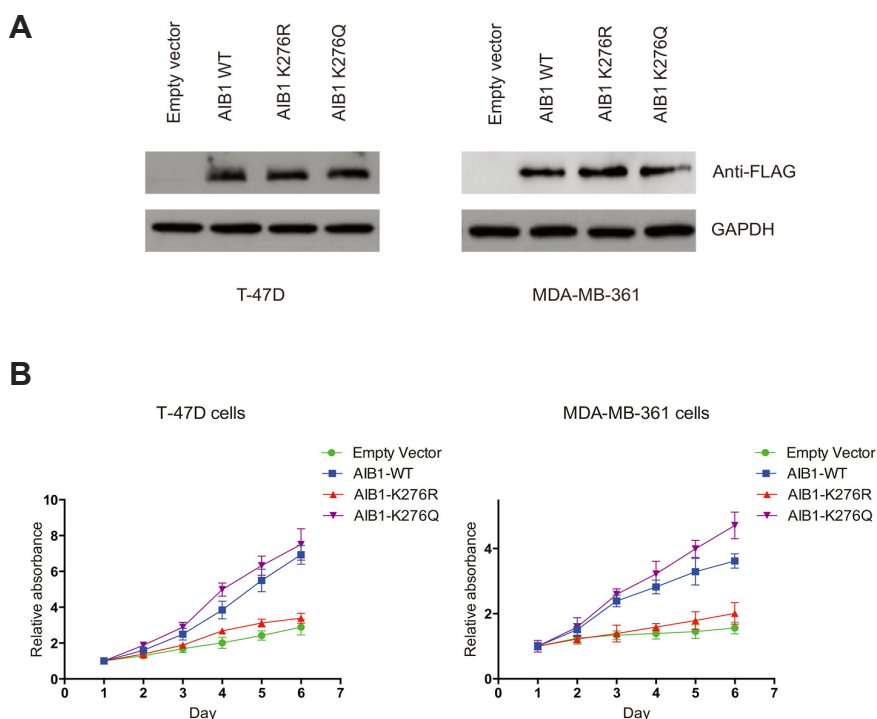 A
Empty vector
AIB1 WT
AIB1 K276R
AIB1 K276Q
Empty vector
AIB1 WT
AIB1 K276R
AIB1 K276Q
Anti-FLAG
GAPDH
T-47D
MDA-MB-361
B
T-47D cells
Empty Vector
AIB1-WT
AIB1-K276R
AIB1-K276Q
Relative absorbance
10
8
6
4
2
0
0 1 2 3 4 5 6 7
Day
MDA-MB-361 cells
Empty Vector
AIB1-WT
AIB1-K276R
AIB1-K276Q
Relative absorbance
4
2
0
0 1 2 3 4 5 6 7
Day